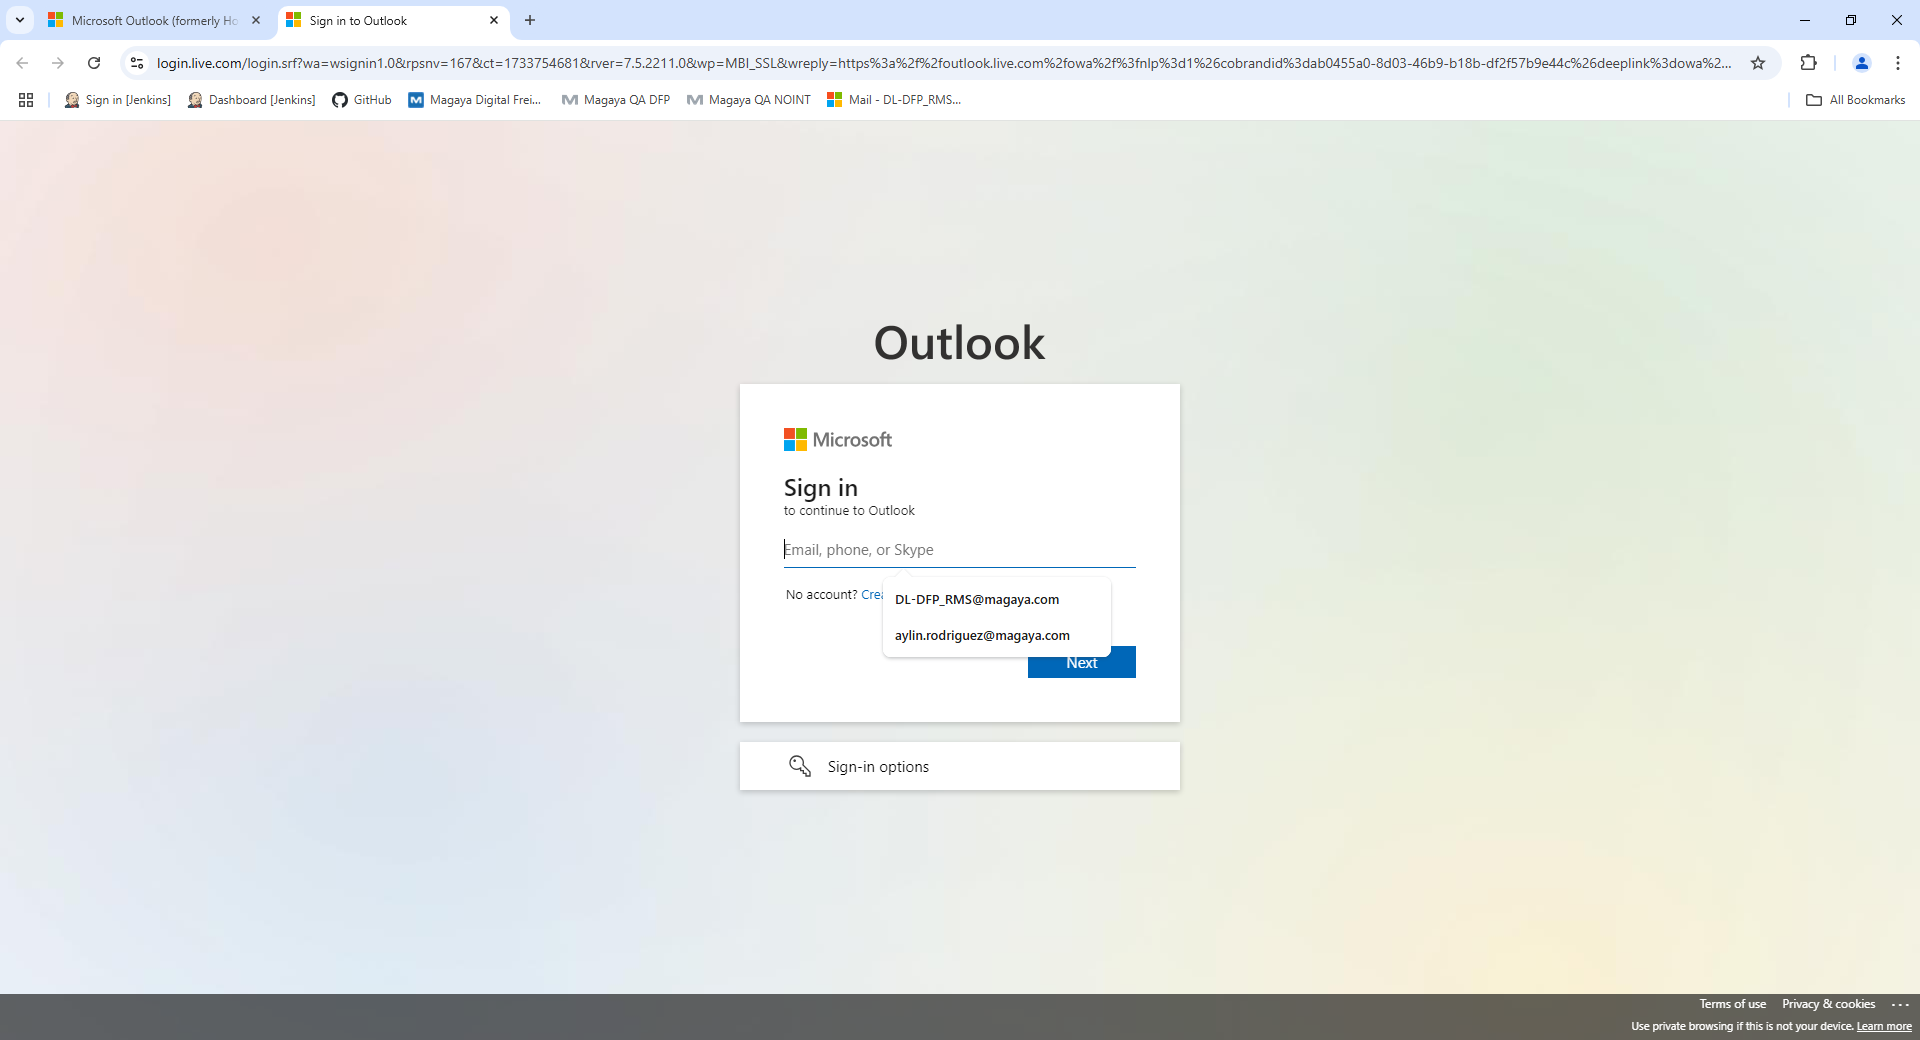 Microsoft Outlook (formerly Ho
Sign in to Outlook
login.live.com/login.srf?wa=wsignin1.0&rpsnv=167&ct=1733754681&rver=7.5.2211.0&wp=MBI_SSL&wreply=https%3a%2f%2foutlook.live.com%2fowa%2f%3fnlp%3d1%26cobrandid%3dab0455a0-8d03-46b9-b18b-df2f57b9e44c%26deeplink%3dowa%2...
Sign in [Jenkins]
Dashboard [Jenkins]
GitHub
Magaya Digital Frei...
Magaya QA DFP
Magaya QA NOINT
Mail - DL-DFP_RMS...
All Bookmarks
Outlook
Microsoft
Sign in
to continue to Outlook
Email, phone, or Skype
No account? Crea
DL-DFP_RMS@magaya.com
aylin.rodriguez@magaya.com
Next
Sign-in options
Terms of use
Privacy & cookies
...
Use private browsing if this is not your device. Learn more